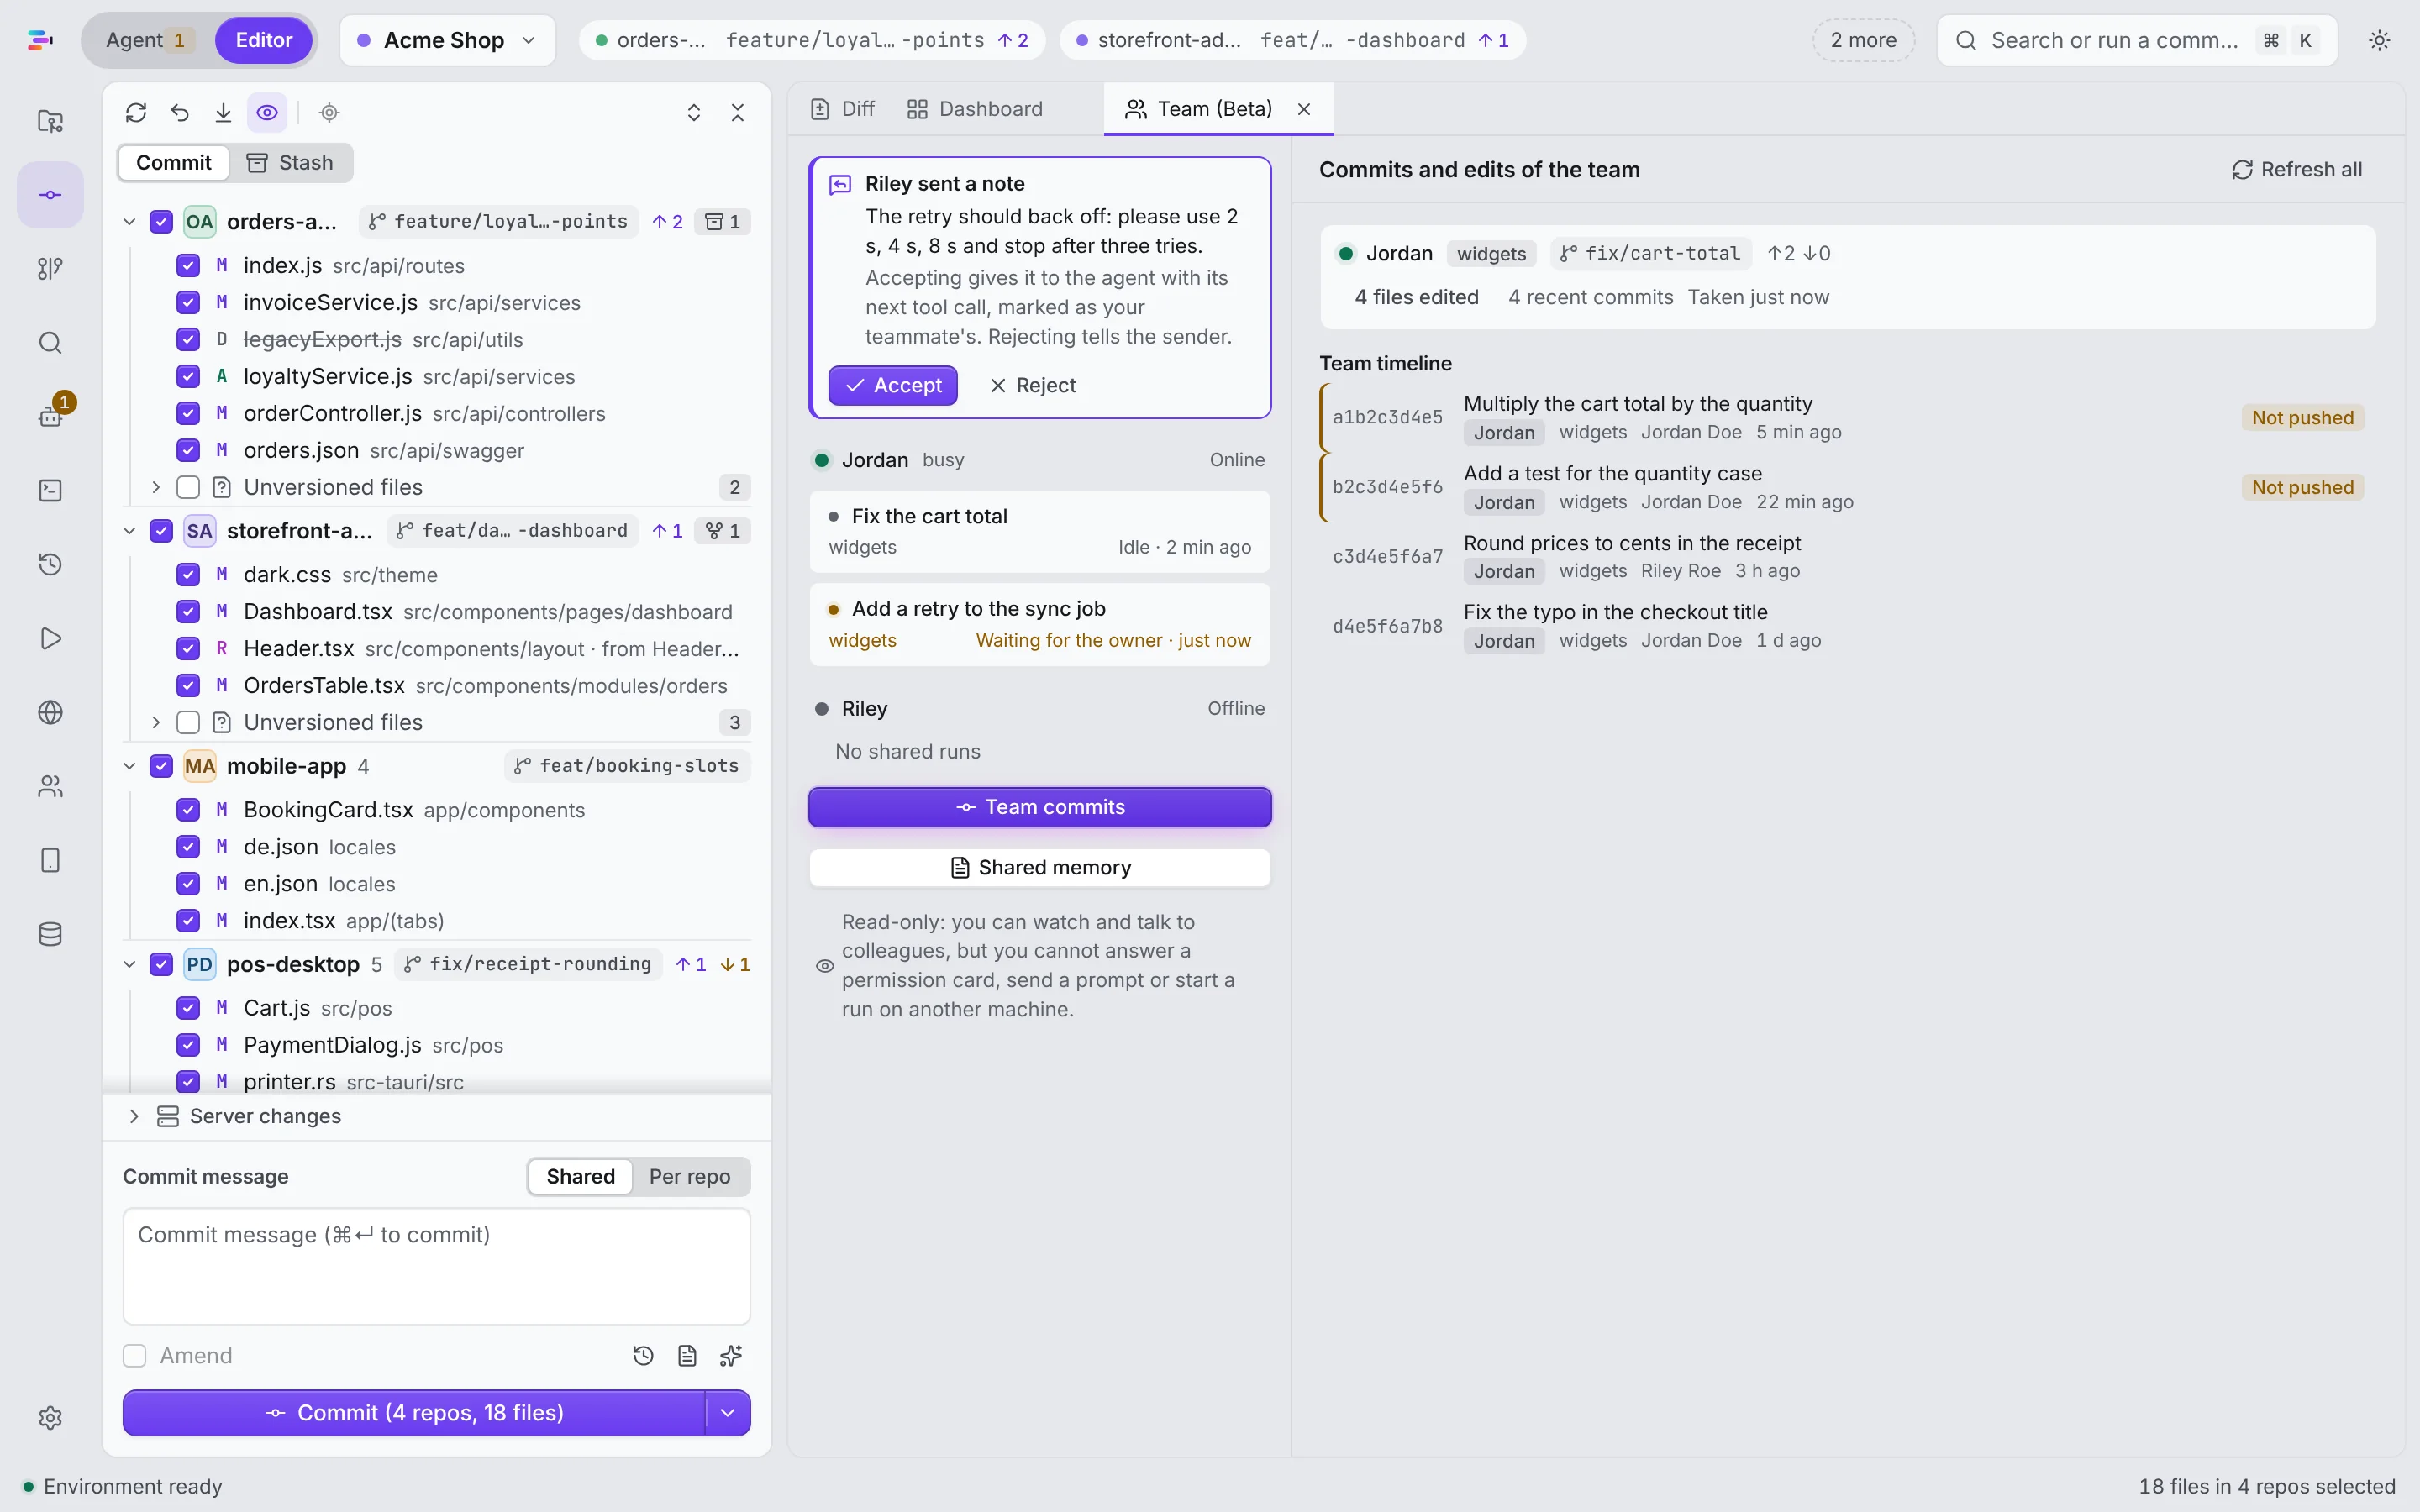 Agent 1
Editor
Acme Shop
orders-... feature/loyal…-points ↑2
storefront-ad... feat/… -dashboard ↑1
2 more
Search or run a comm... ⌘ K
Commit
Stash
OA orders-a... feature/loyal…-points ↑2 1
M index.js src/api/routes
M invoiceService.js src/api/services
D legacyExport.js src/api/utils
A loyaltyService.js src/api/services
M orderController.js src/api/controllers
M orders.json src/api/swagger
Unversioned files 2
SA storefront-a... feat/da… -dashboard ↑1 1
M dark.css src/theme
M Dashboard.tsx src/components/pages/dashboard
R Header.tsx src/components/layout · from Header...
M OrdersTable.tsx src/components/modules/orders
Unversioned files 3
MA mobile-app 4 feat/booking-slots
M BookingCard.tsx app/components
M de.json locales
M en.json locales
M index.tsx app/(tabs)
PD pos-desktop 5 fix/receipt-rounding ↑1 ↓1
M Cart.js src/pos
M PaymentDialog.js src/pos
M printer.rs src-tauri/src
Server changes
Commit message
Shared
Per repo
Commit message (⌘↵ to commit)
Amend
Commit (4 repos, 18 files)
Diff
Dashboard
Team (Beta)
Riley sent a note
The retry should back off: please use 2
s, 4 s, 8 s and stop after three tries.
Accepting gives it to the agent with its
next tool call, marked as your
teammate's. Rejecting tells the sender.
Accept
Reject
Jordan busy Online
Fix the cart total
widgets Idle · 2 min ago
Add a retry to the sync job
widgets Waiting for the owner · just now
Riley Offline
No shared runs
Team commits
Shared memory
Read-only: you can watch and talk to
colleagues, but you cannot answer a
permission card, send a prompt or start a
run on another machine.
Commits and edits of the team
Refresh all
Jordan widgets fix/cart-total ↑2 ↓0
4 files edited 4 recent commits Taken just now
Team timeline
a1b2c3d4e5 Multiply the cart total by the quantity
Jordan widgets Jordan Doe 5 min ago
Not pushed
b2c3d4e5f6 Add a test for the quantity case
Jordan widgets Jordan Doe 22 min ago
Not pushed
c3d4e5f6a7 Round prices to cents in the receipt
Jordan widgets Riley Roe 3 h ago
d4e5f6a7b8 Fix the typo in the checkout title
Jordan widgets Jordan Doe 1 d ago
1
Environment ready
18 files in 4 repos selected